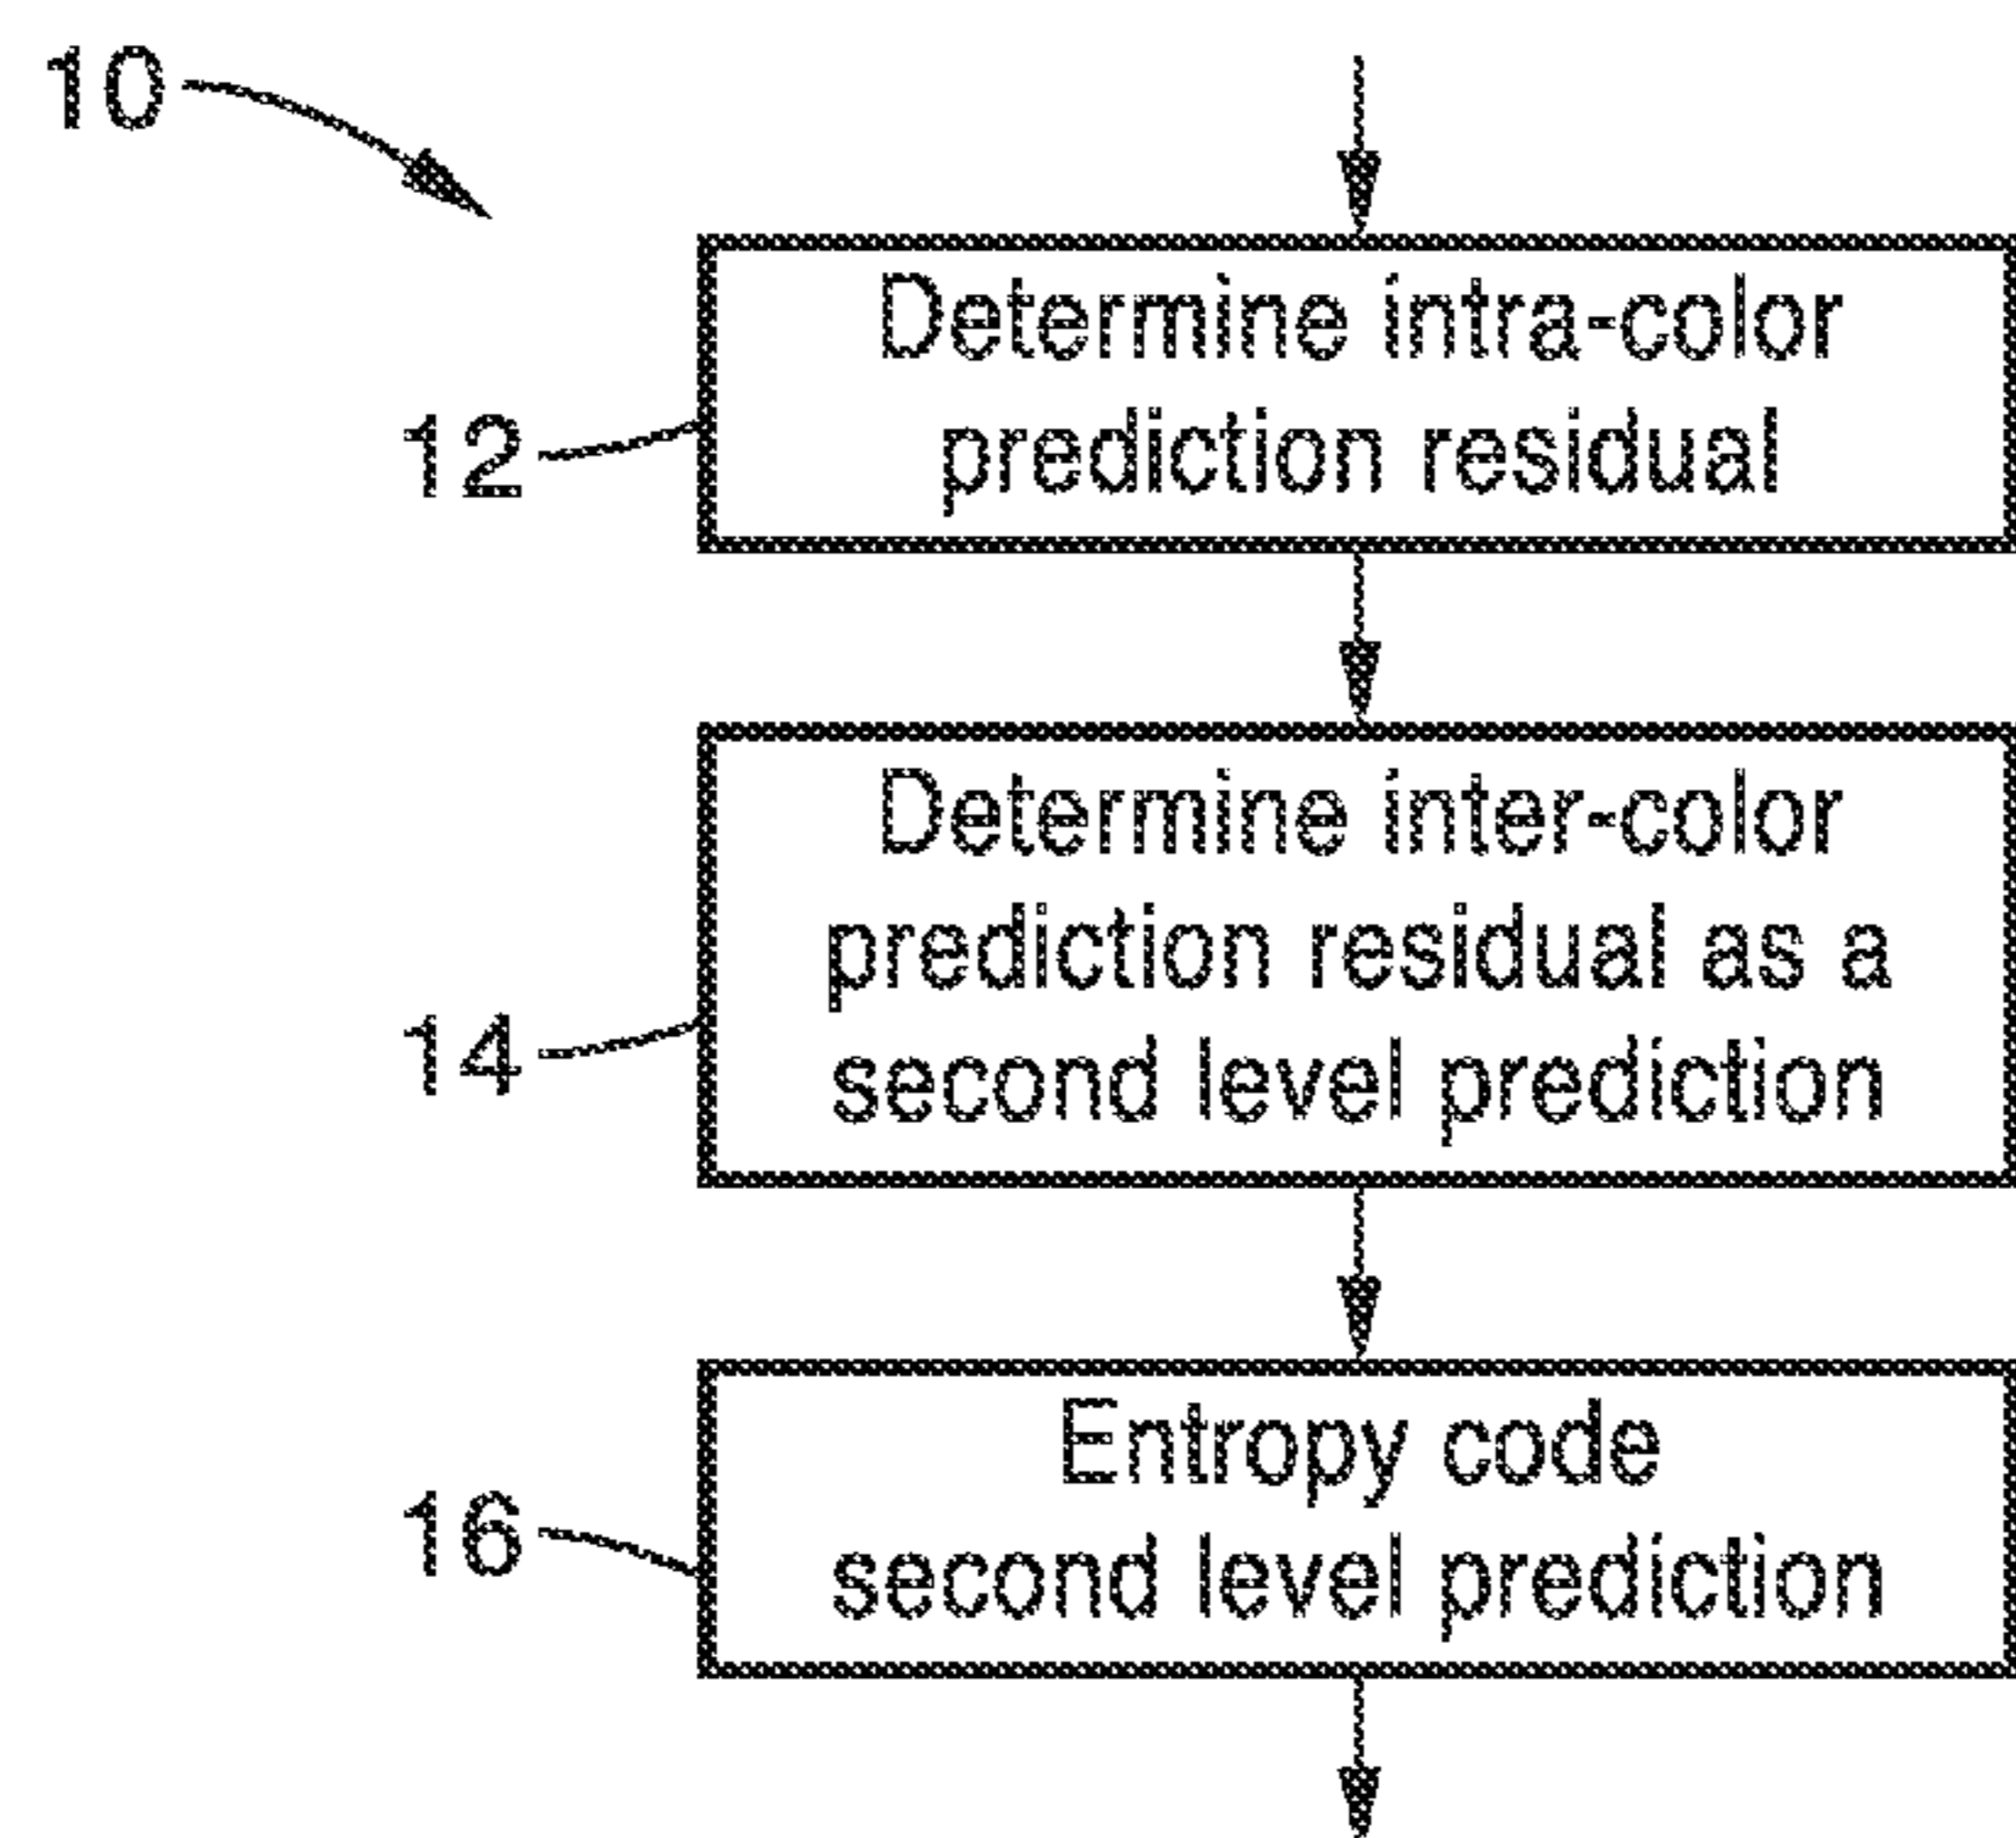 10
Determine intra-color
prediction residual
12
Determine inter-color
prediction residual as a
second level prediction
14
Entropy code
second level prediction
16